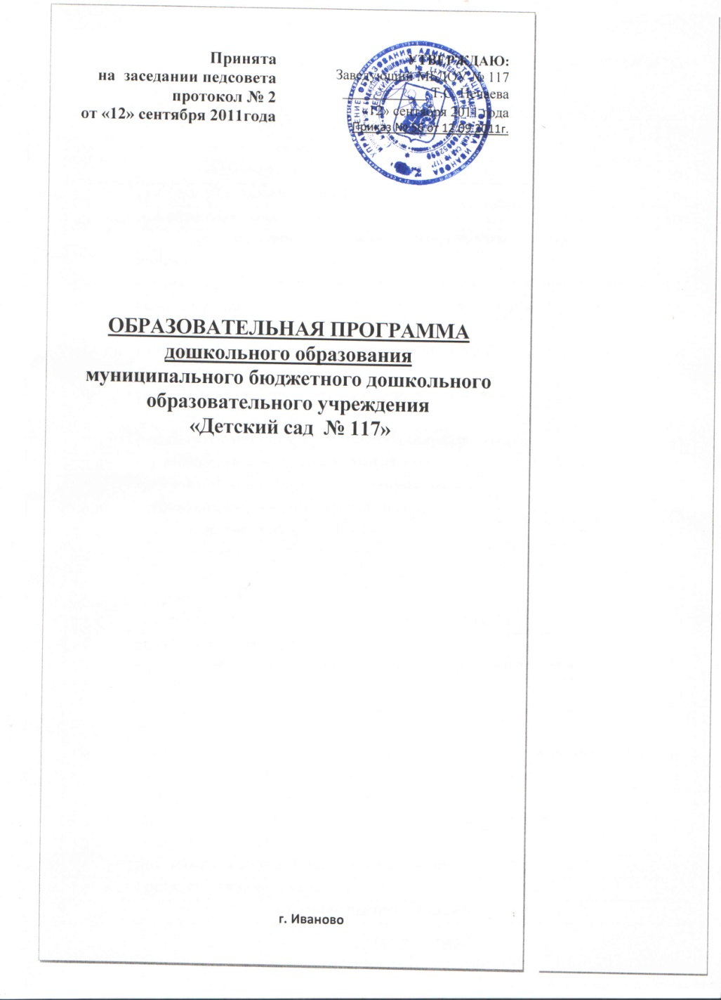 Принята
на заседании педсовета
протокол № 2
от «12» сентября 2011года
УТВЕРЖДАЮ:
Заведующий МБДОУ № 117
Т.С. Нечаева
«12» сентября 2011 года
Приказ № 56 от 12.09.2011г.
ОБРАЗОВАТЕЛЬНАЯ ПРОГРАММА
дошкольного образования
муниципального бюджетного дошкольного
образовательного учреждения
«Детский сад № 117»
г. Иваново